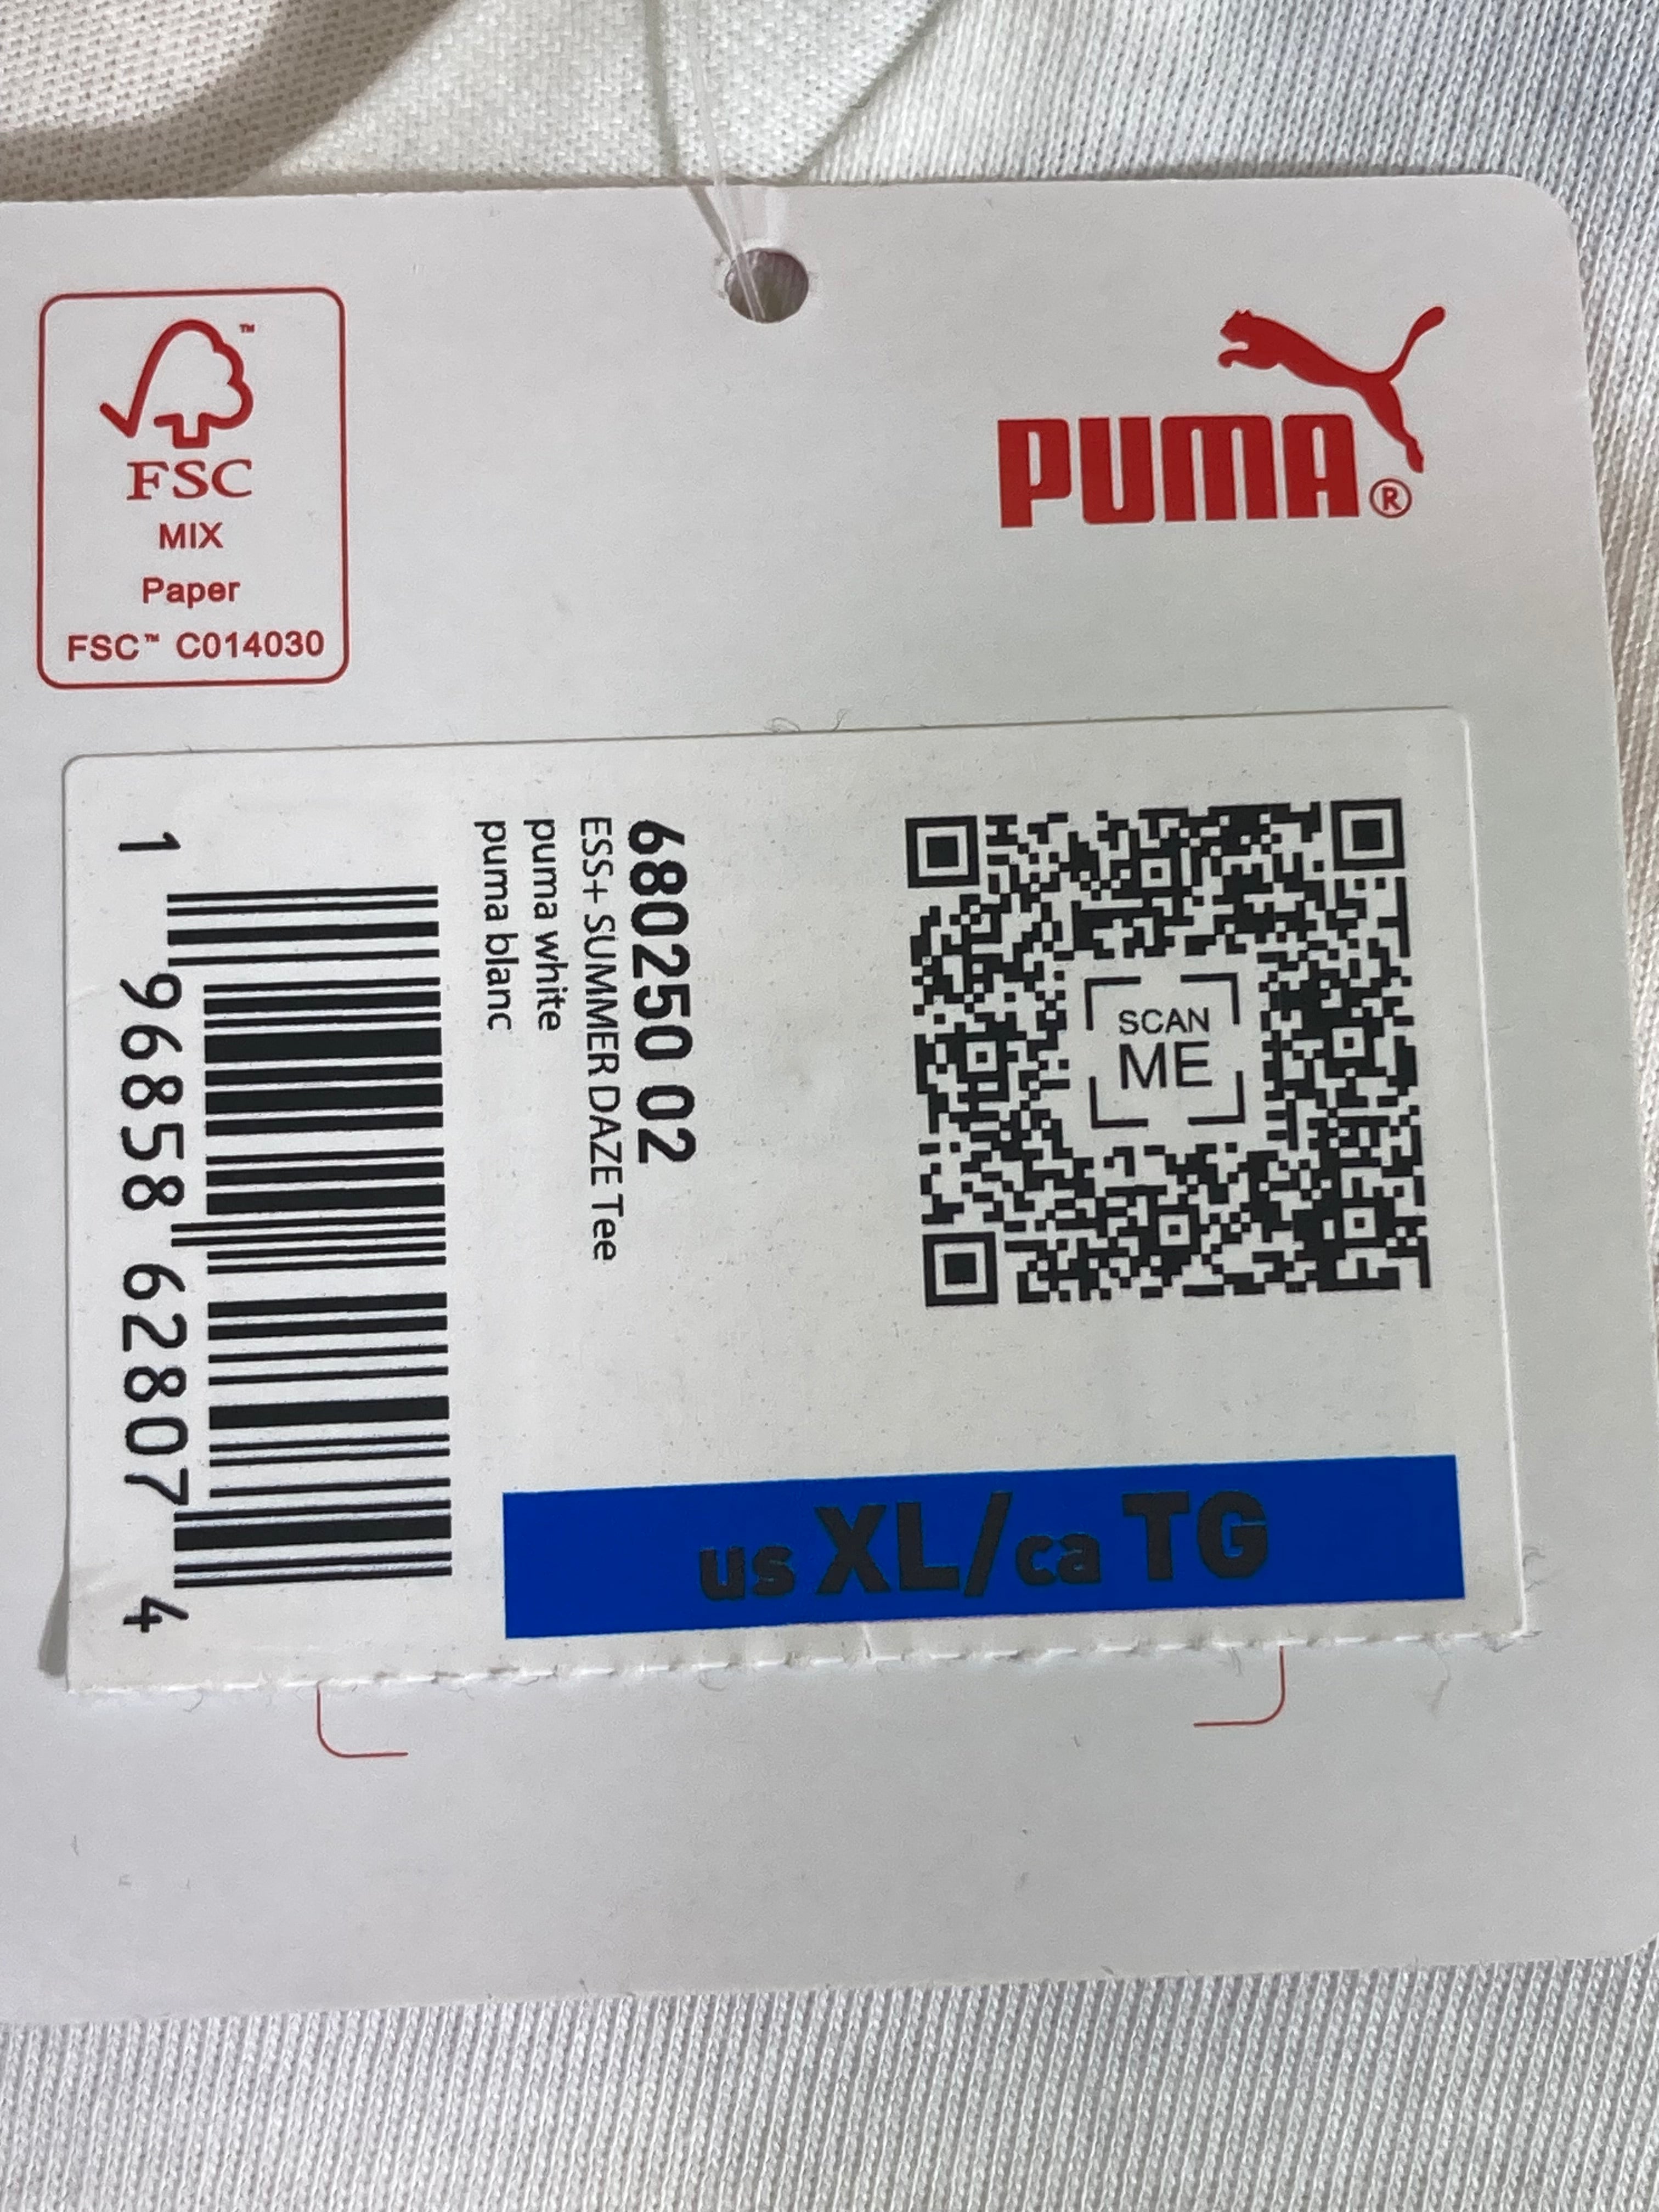 FSC™
MIX
Paper
FSC™ C014030
PUMA®
SCAN
ME
680250 02
ESS+ SUMMER DAZE Tee
puma white
puma blanc
1 96858 62807 4
us XL/ca TG